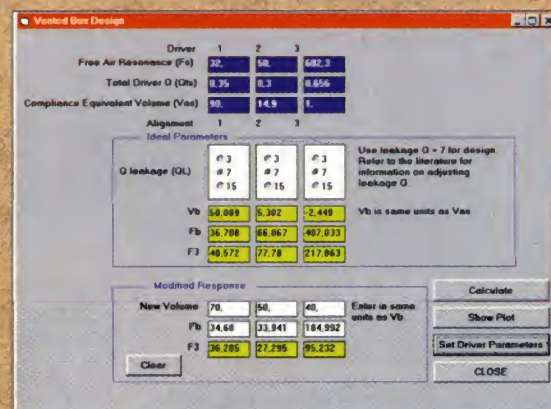 Vented Box Design
Driver 1 2 3
Free Air Resonance (Fs) 32, 50, 602,3
Total Driver Q (Qts) 0,35 0,3 0,656
Compliance Equivalent Volume (Vas) 90, 14,9 1,
Alignment 1 2 3
Ideal Parameters
Q leakage (QL)
3 3 3
7 7 7
15 15 15
Use leakage Q = 7 for design.
Refer to the literature for
information on adjusting
leakage Q.
Vb 50,009 5,302 -2,449 Vb is same units as Vas
Fb 36,708 66,067 407,033
F3 40,572 77,78 217,063
Modified Response
New Volume 70, 50, 40, Enter in same
units as Vb
Fb 34,60 33,941 184,992
F3 36,205 27,295 95,232
Clear
Calculate
Show Plot
Set Driver Parameters
CLOSE